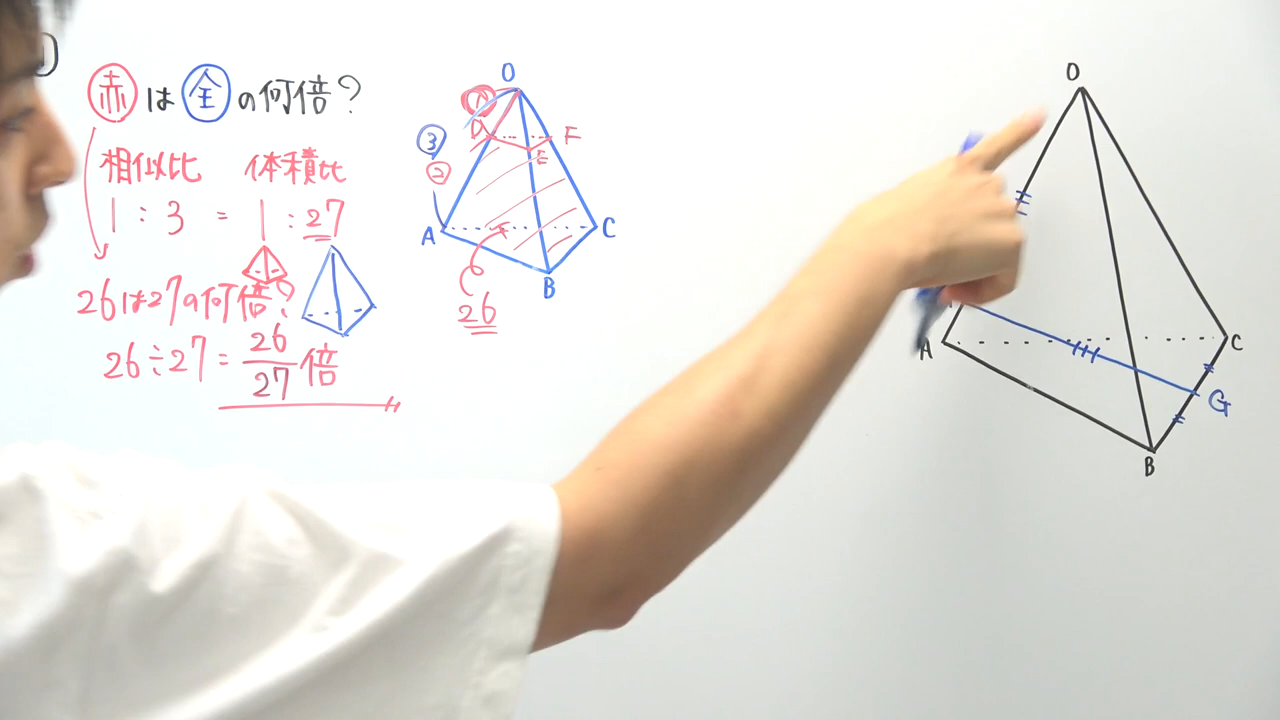 赤は全の何倍?
相似比 体積比
1:3 = 1:27
26は27の何倍?
26÷27=26/27倍
O
①
D
F
③
E
②
A
C
B
26
O
A
C
G
B